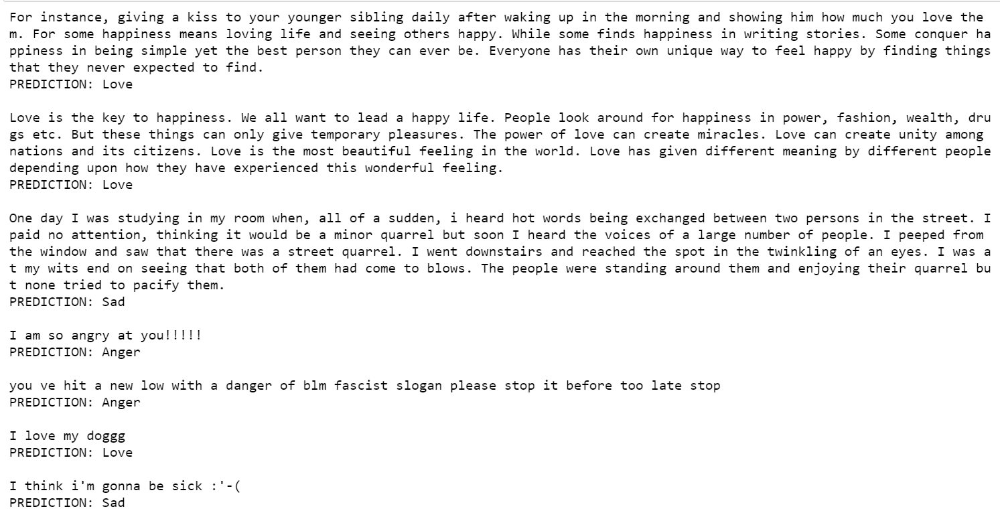 For instance, giving a kiss to your younger sibling daily after waking up in the morning and showing him how much you love the
m. For some happiness means loving life and seeing others happy. While some finds happiness in writing stories. Some conquer ha
ppiness in being simple yet the best person they can ever be. Everyone has their own unique way to feel happy by finding things
that they never expected to find.
PREDICTION: Love

Love is the key to happiness. We all want to lead a happy life. People look around for happiness in power, fashion, wealth, dru
gs etc. But these things can only give temporary pleasures. The power of love can create miracles. Love can create unity among
nations and its citizens. Love is the most beautiful feeling in the world. Love has given different meaning by different people
depending upon how they have experienced this wonderful feeling.
PREDICTION: Love

One day I was studying in my room when, all of a sudden, i heard hot words being exchanged between two persons in the street. I
paid no attention, thinking it would be a minor quarrel but soon I heard the voices of a large number of people. I peeped from
the window and saw that there was a street quarrel. I went downstairs and reached the spot in the twinkling of an eyes. I was a
t my wits end on seeing that both of them had come to blows. The people were standing around them and enjoying their quarrel bu
t none tried to pacify them.
PREDICTION: Sad

I am so angry at you!!!!!
PREDICTION: Anger

you ve hit a new low with a danger of blm fascist slogan please stop it before too late stop
PREDICTION: Anger

I love my doggg
PREDICTION: Love

I think i'm gonna be sick :'-(
PREDICTION: Sad